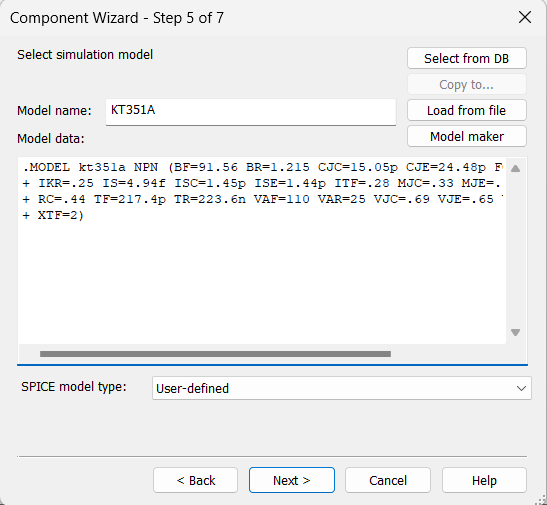 Component Wizard - Step 5 of 7
Select simulation model
Select from DB
Copy to...
Model name:
KT351A
Load from file
Model data:
Model maker
.MODEL kt351a NPN (BF=91.56 BR=1.215 CJC=15.05p CJE=24.48p
+ IKR=.25 IS=4.94f ISC=1.45p ISE=1.44p ITF=.28 MJC=.33 MJE=.
+ RC=.44 TF=217.4p TR=223.6n VAF=110 VAR=25 VJC=.69 VJE=.65
+ XTF=2)
SPICE model type:
User-defined
< Back
Next >
Cancel
Help